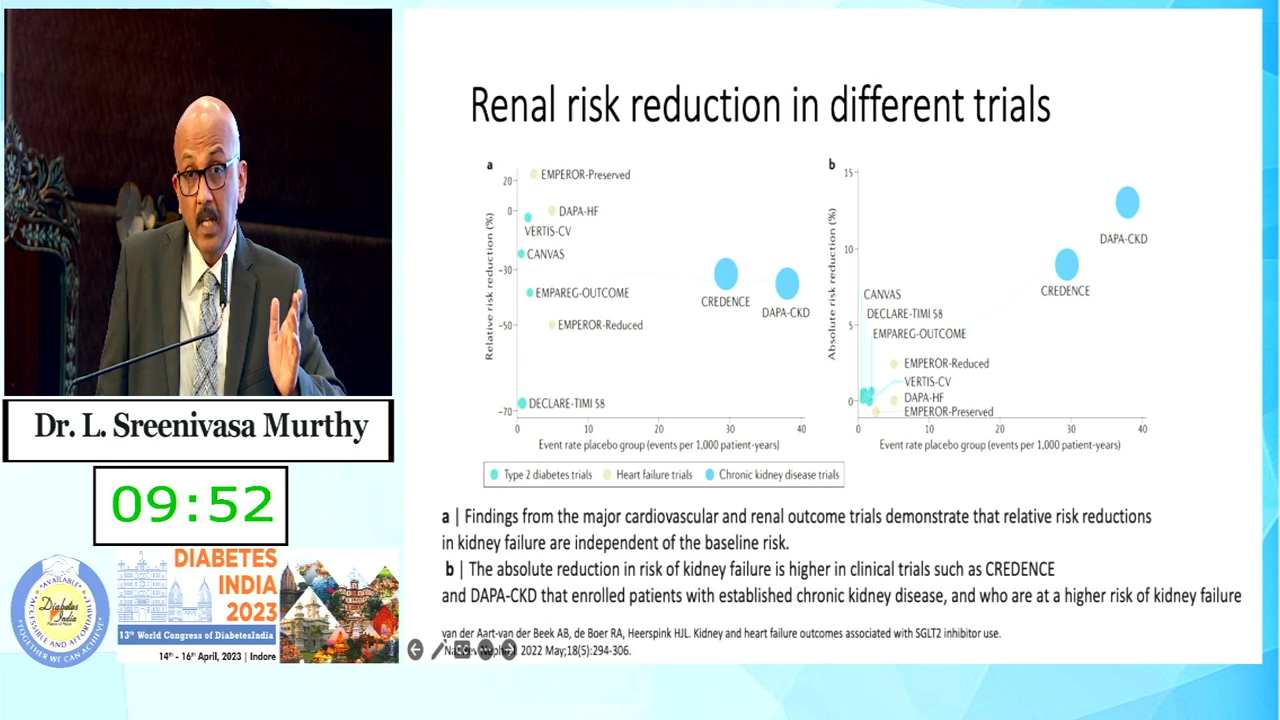 Renal risk reduction in different trials
a
Relative risk reduction (%)
20
0
−30
−50
−70
EMPEROR-Preserved
DAPA-HF
VERTIS-CV
CANVAS
EMPAREG-OUTCOME
EMPEROR-Reduced
DECLARE-TIMI 58
CREDENCE
DAPA-CKD
0 10 20 30 40
Event rate placebo group (events per 1,000 patient-years)
b
Absolute risk reduction (%)
15
10
5
0
DAPA-CKD
CREDENCE
CANVAS
DECLARE-TIMI 58
EMPAREG-OUTCOME
EMPEROR-Reduced
VERTIS-CV
DAPA-HF
EMPEROR-Preserved
0 10 20 30 40
Event rate placebo group (events per 1,000 patient-years)
Type 2 diabetes trials Heart failure trials Chronic kidney disease trials
a | Findings from the major cardiovascular and renal outcome trials demonstrate that relative risk reductions
in kidney failure are independent of the baseline risk.
b | The absolute reduction in risk of kidney failure is higher in clinical trials such as CREDENCE
and DAPA-CKD that enrolled patients with established chronic kidney disease, and who are at a higher risk of kidney failure
van der Aart-van der Beek AB, de Boer RA, Heerspink HJL. Kidney and heart failure outcomes associated with SGLT2 inhibitor use.
2022 May;18(5):294-306.
Dr. L. Sreenivasa Murthy
09:52
AVAILABLE
ACCESSIBLE AND AFFORDABLE
Diabetes
India
TOGETHER WE CAN ACHIEVE
DIABETES
INDIA
2023
13th World Congress of DiabetesIndia
14th - 16th April, 2023 | Indore